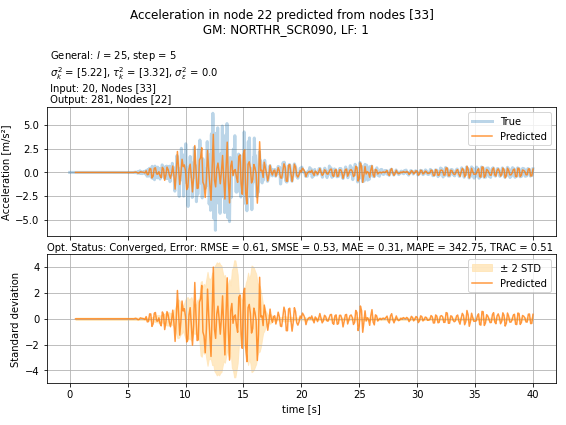 Acceleration in node 22 predicted from nodes [33]
GM: NORTHR_SCR090, LF: 1
General: l = 25, step = 5
σ²ₖ = [5.22], τ²ₖ = [3.32], σ²ε = 0.0
Input: 20, Nodes [33]
Output: 281, Nodes [22]
Acceleration [m/s²]
5.0
2.5
0.0
−2.5
−5.0
True
Predicted
Opt. Status: Converged, Error: RMSE = 0.61, SMSE = 0.53, MAE = 0.31, MAPE = 342.75, TRAC = 0.51
Standard deviation
4
2
0
−2
−4
± 2 STD
Predicted
0 5 10 15 20 25 30 35 40
time [s]